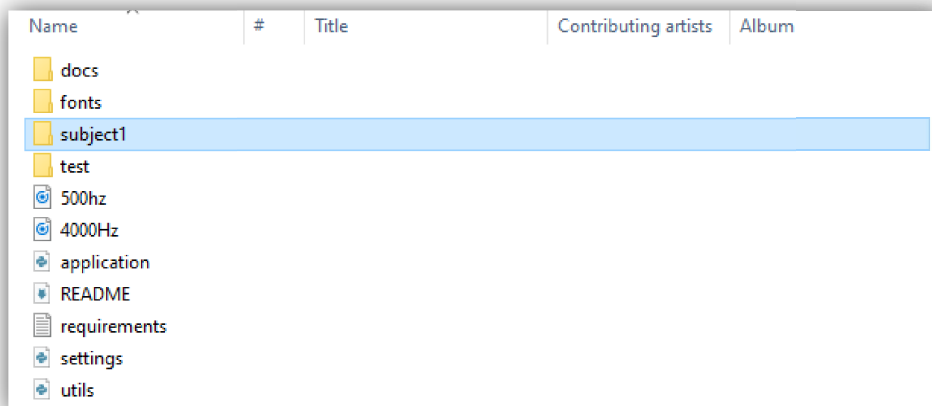 Name # Title Contributing artists Album
docs
fonts
subject1
test
500hz
4000Hz
application
README
requirements
settings
utils